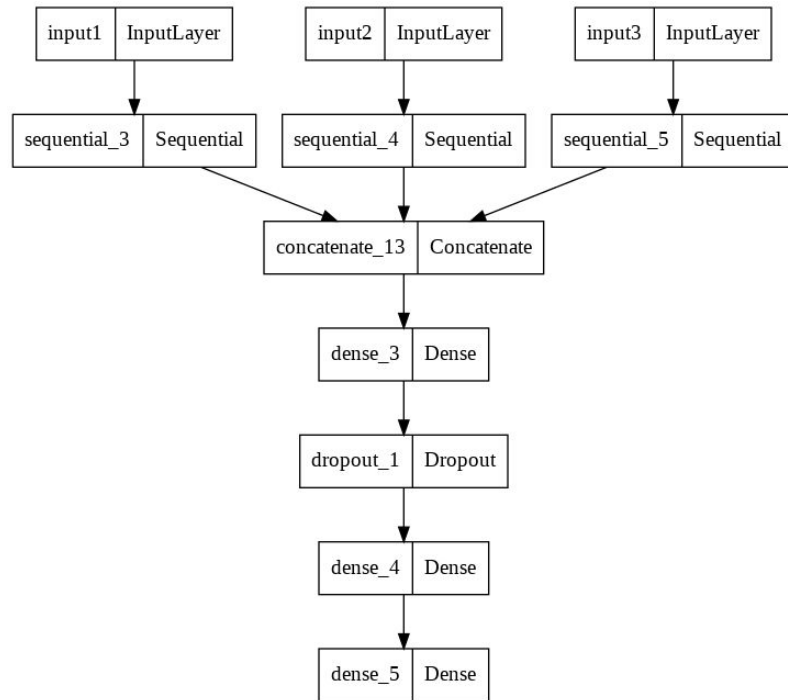 input1 InputLayer input2 InputLayer input3 InputLayer
sequential_3 Sequential sequential_4 Sequential sequential_5 Sequential
concatenate_13 Concatenate
dense_3 Dense
dropout_1 Dropout
dense_4 Dense
dense_5 Dense